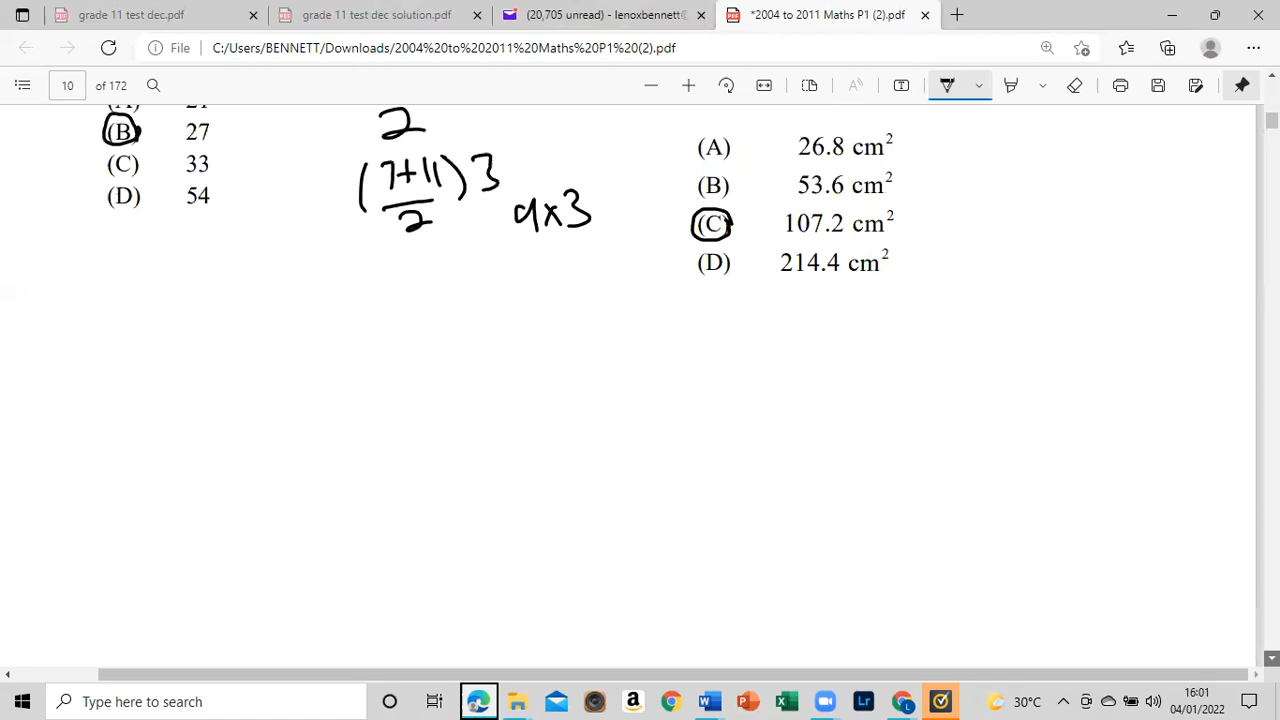 grade 11 test dec.pdf
grade 11 test dec solution.pdf
(20,705 unread) - lenoxbennett@
*2004 to 2011 Maths P1 (2).pdf
File C:/Users/BENNETT/Downloads/2004%20to%202011%20Maths%20P1%20(2).pdf
10 of 172
(B) 27
(C) 33
(D) 54
2
(7+11)3
2
9x3
(A) 26.8 cm²
(B) 53.6 cm²
(C) 107.2 cm²
(D) 214.4 cm²
Type here to search
30°C
16:01
04/01/2022